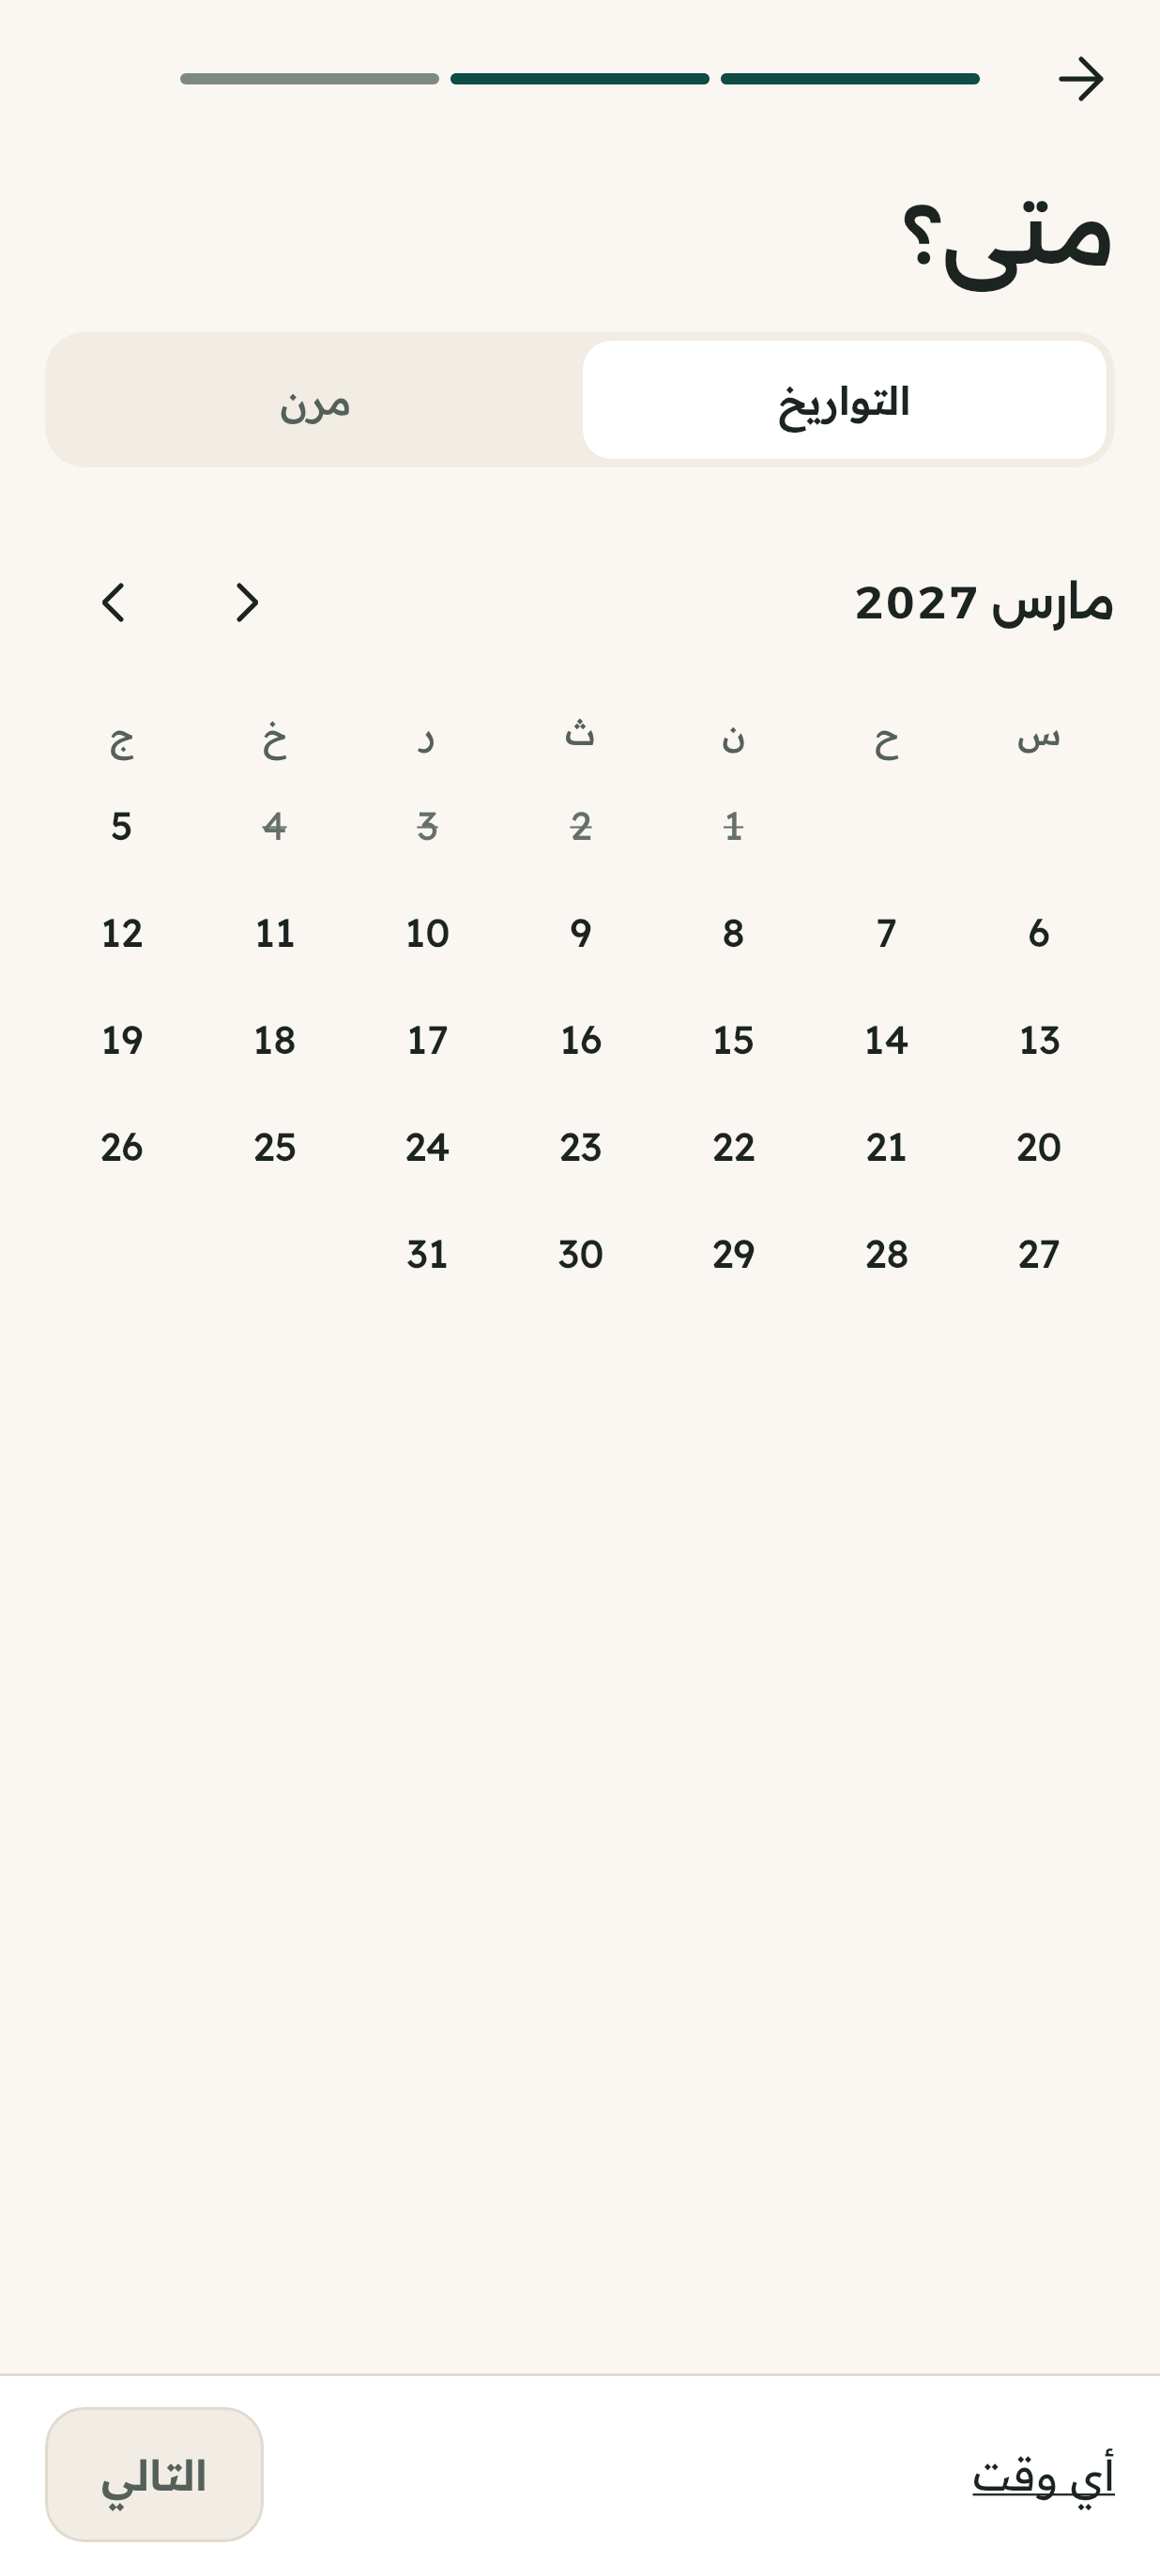 متى؟
التواريخ مرن
مارس 2027
س ح ن ث ر خ ج
1 2 3 4 5
6 7 8 9 10 11 12
13 14 15 16 17 18 19
20 21 22 23 24 25 26
27 28 29 30 31
أي وقت التالي